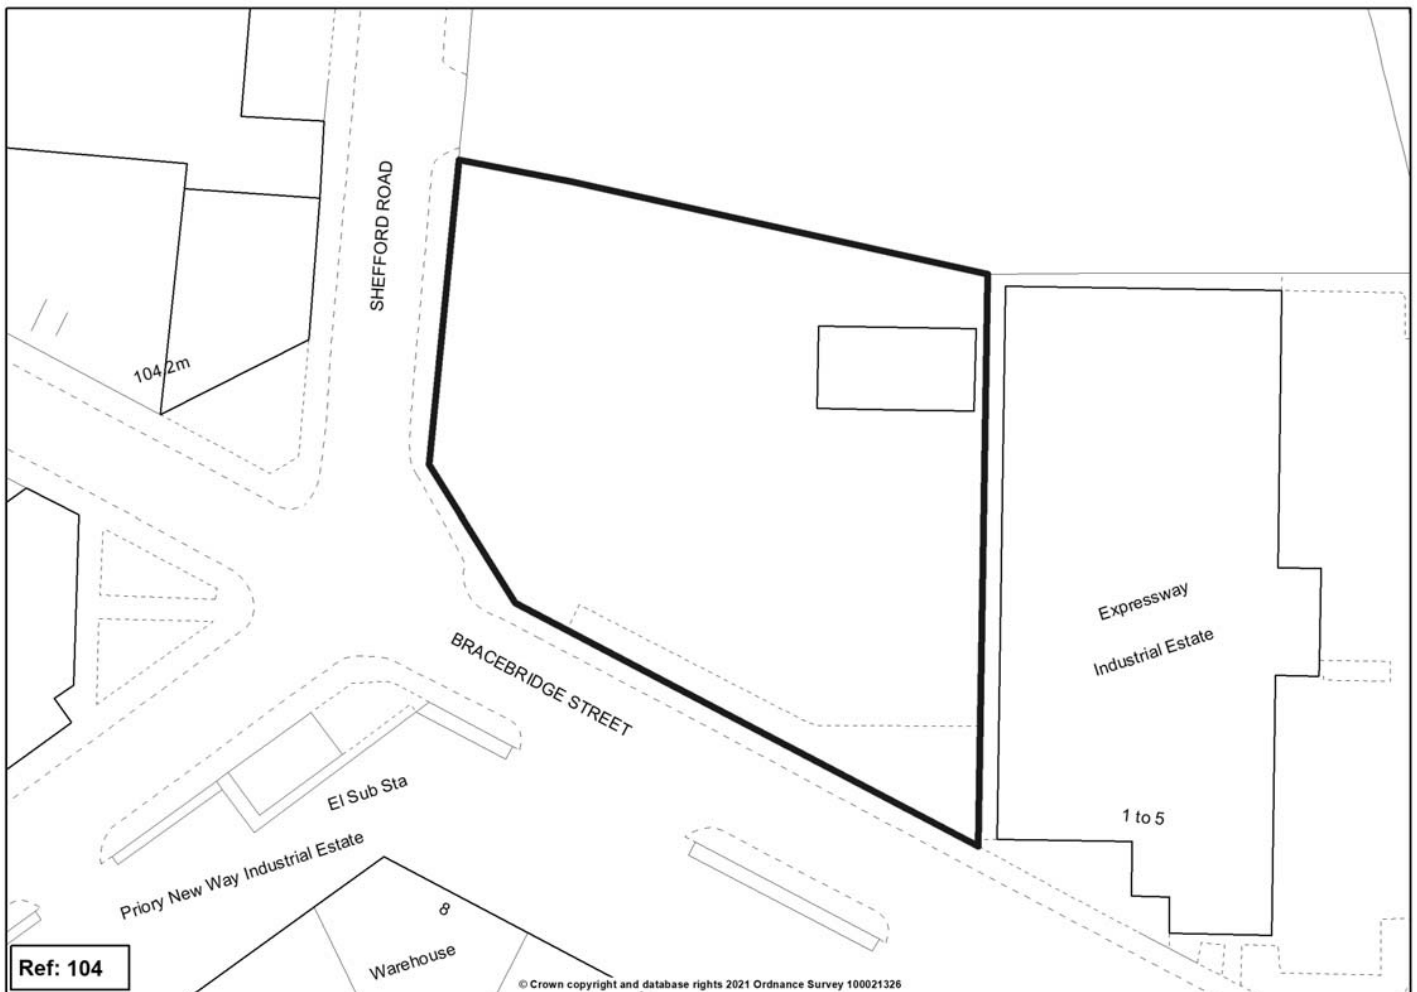 SHEFFORD ROAD
104.2m
Expressway
Industrial Estate
BRACEBRIDGE STREET
El Sub Sta
1 to 5
Priory New Way Industrial Estate
8
Warehouse
Ref: 104
© Crown copyright and database rights 2021 Ordnance Survey 100021326